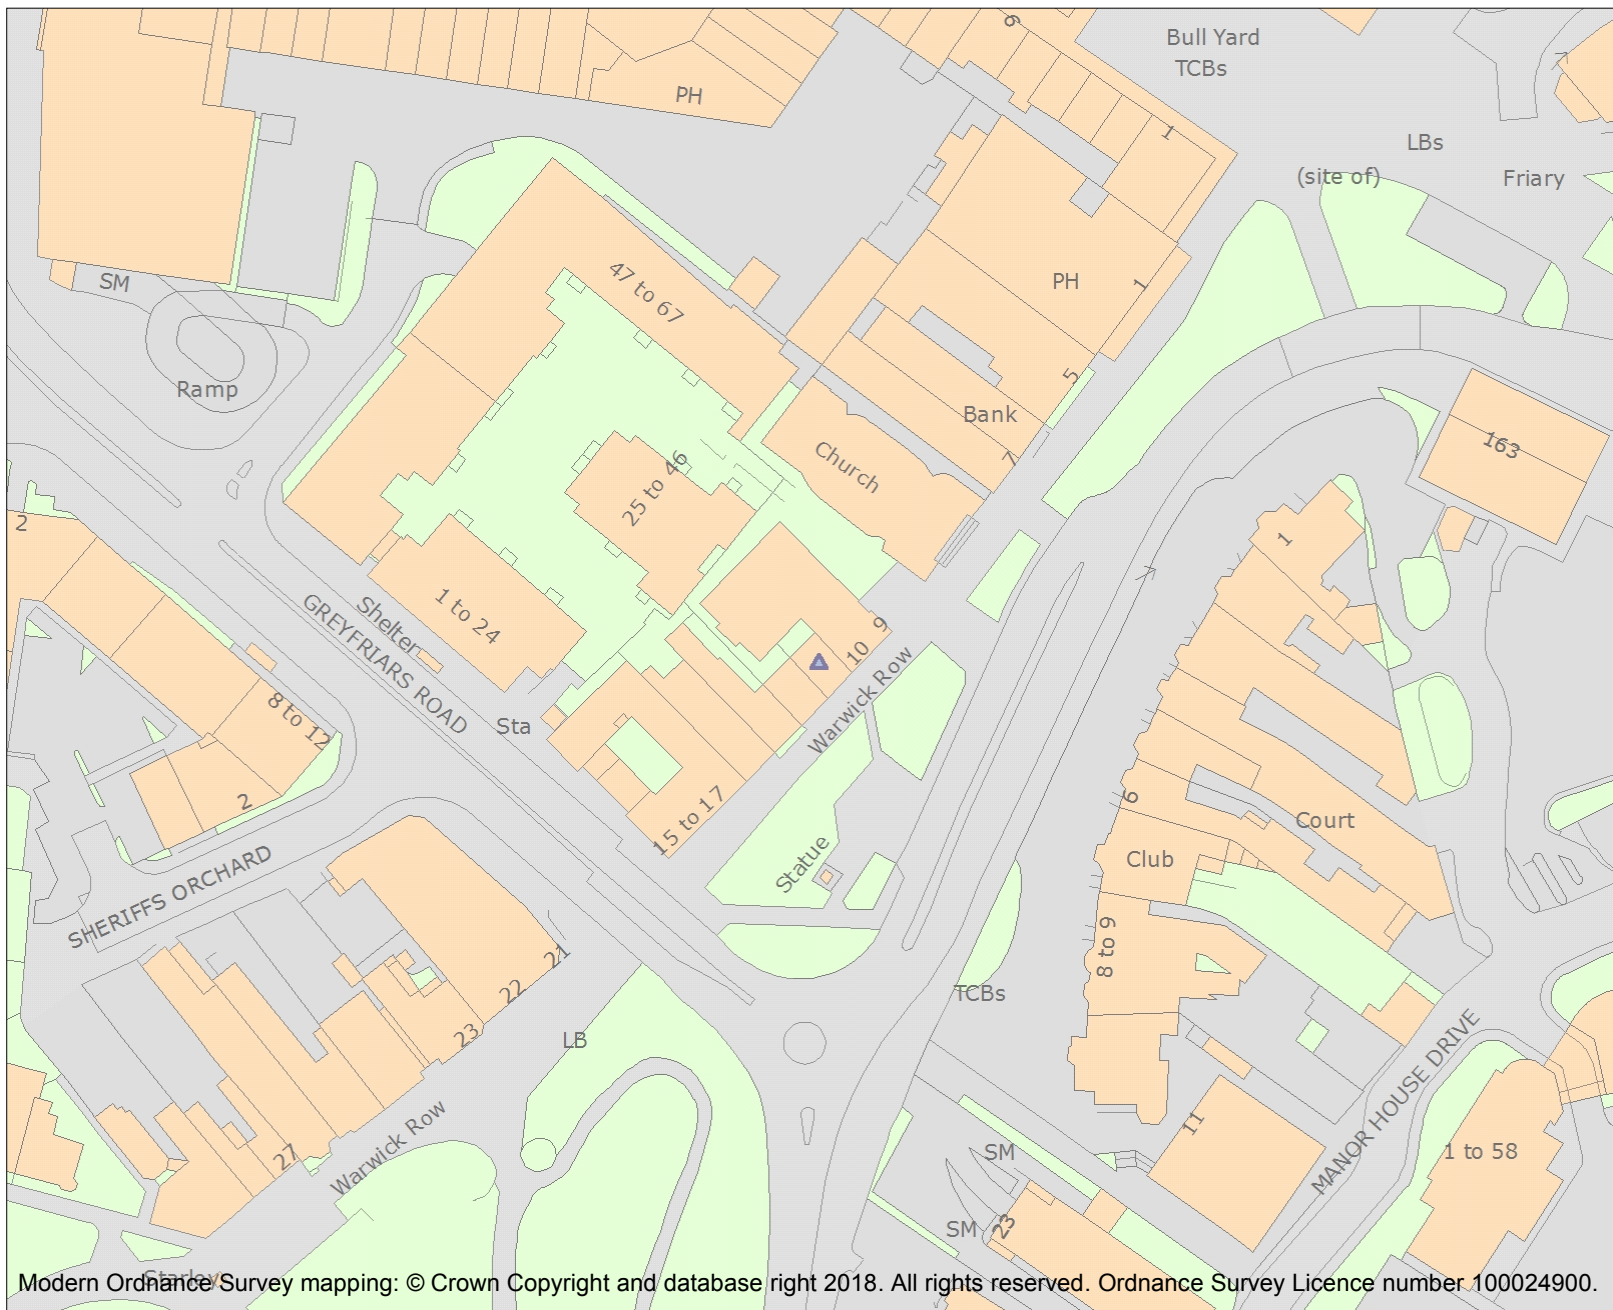 6
Bull Yard
TCBs
PH
1
LBs
(site of)
Friary
SM
47 to 67
PH
1
Ramp
5
Bank
163
Church
7
25 to 46
2
1
Shelter
1 to 24
GREYFRIARS ROAD
9
10
Warwick Row
8 to 12
Sta
2
15 to 17
6
Court
Statue
Club
SHERIFFS ORCHARD
8 to 9
21
22
TCBs
23
LB
MANOR HOUSE DRIVE
11
27
Warwick Row
SM
1 to 58
SM
23
Starley
Modern Ordnance Survey mapping: © Crown Copyright and database right 2018. All rights reserved. Ordnance Survey Licence number 100024900.